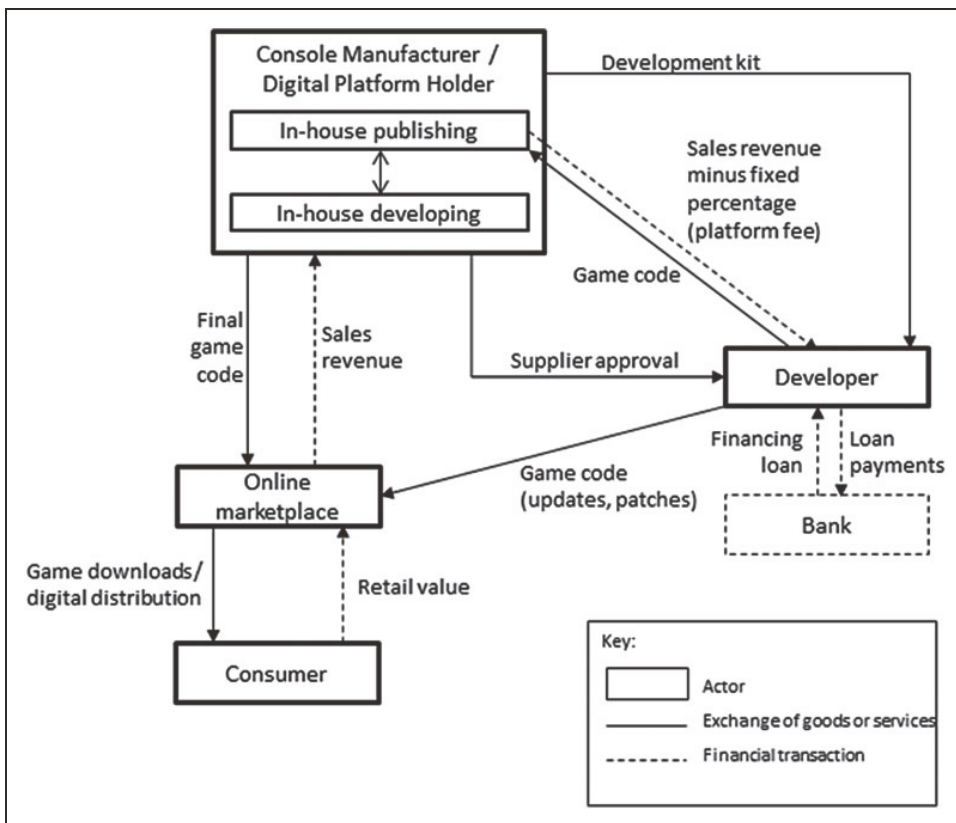 Console Manufacturer /
Digital Platform Holder
In-house publishing
In-house developing
Development kit
Sales revenue
minus fixed
percentage
(platform fee)
Game code
Final
game
code
Sales
revenue
Supplier approval
Developer
Financing
loan
Loan
payments
Bank
Online
marketplace
Game code
(updates, patches)
Game downloads/
digital distribution
Retail value
Consumer
Key:
Actor
Exchange of goods or services
Financial transaction